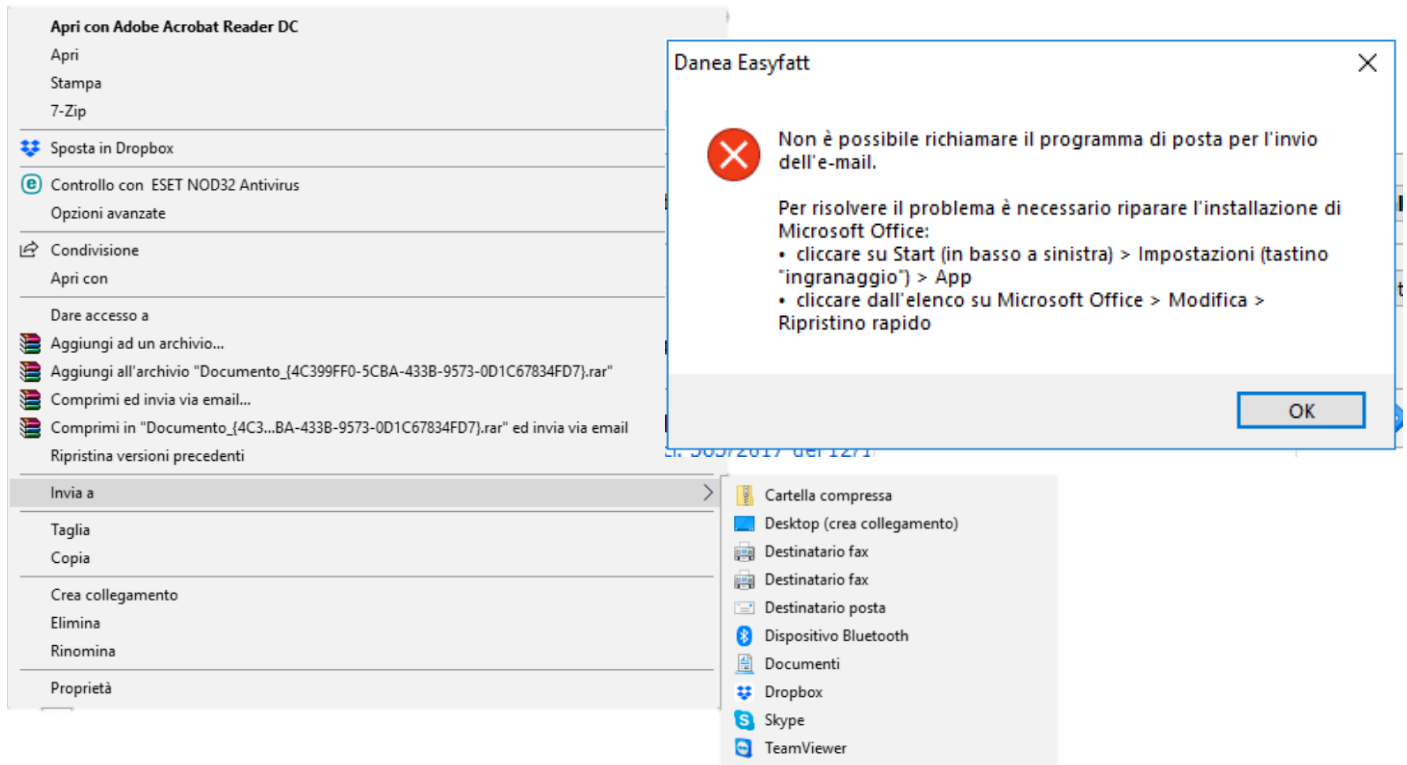 Apri con Adobe Acrobat Reader DC
Apri
Stampa
7-Zip
Sposta in Dropbox
Controllo con ESET NOD32 Antivirus
Opzioni avanzate
Condivisione
Apri con
Dare accesso a
Aggiungi ad un archivio...
Aggiungi all'archivio "Documento_{4C399FF0-5CBA-433B-9573-0D1C67834FD7}.rar"
Comprimi ed invia via email...
Comprimi in "Documento_{4C3...BA-433B-9573-0D1C67834FD7}.rar" ed invia via email
Ripristina versioni precedenti
Invia a
Taglia
Copia
Crea collegamento
Elimina
Rinomina
Proprietà
Danea Easyfatt
Non è possibile richiamare il programma di posta per l'invio
dell'e-mail.
Per risolvere il problema è necessario riparare l'installazione di
Microsoft Office:
• cliccare su Start (in basso a sinistra) > Impostazioni (tastino
"ingranaggio") > App
• cliccare dall'elenco su Microsoft Office > Modifica >
Ripristino rapido
OK
Cartella compressa
Desktop (crea collegamento)
Destinatario fax
Destinatario fax
Destinatario posta
Dispositivo Bluetooth
Documenti
Dropbox
Skype
TeamViewer